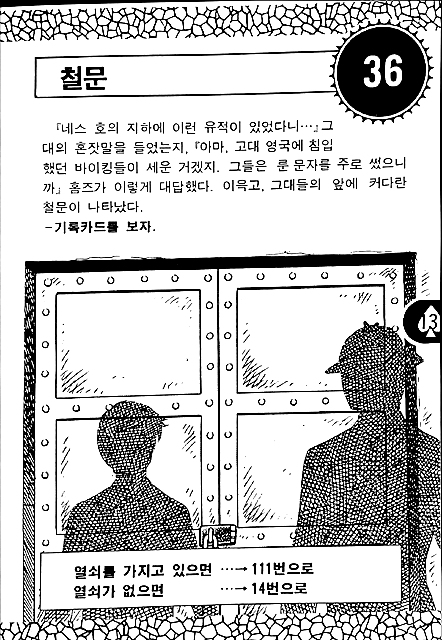 철문
36
『네스 호의 지하에 이런 유적이 있었다니…』그
대의 혼잣말을 들었는지, 『아마, 고대 영국에 침입
했던 바이킹들이 세운 거겠지. 그들은 룬 문자를 주로 썼으니
까』 홈즈가 이렇게 대답했다. 이윽고, 그대들의 앞에 커다란
철문이 나타났다.
-기록카드를 보자.
13
열쇠를 가지고 있으면 ····→ 111번으로
열쇠가 없으면 ····→ 14번으로